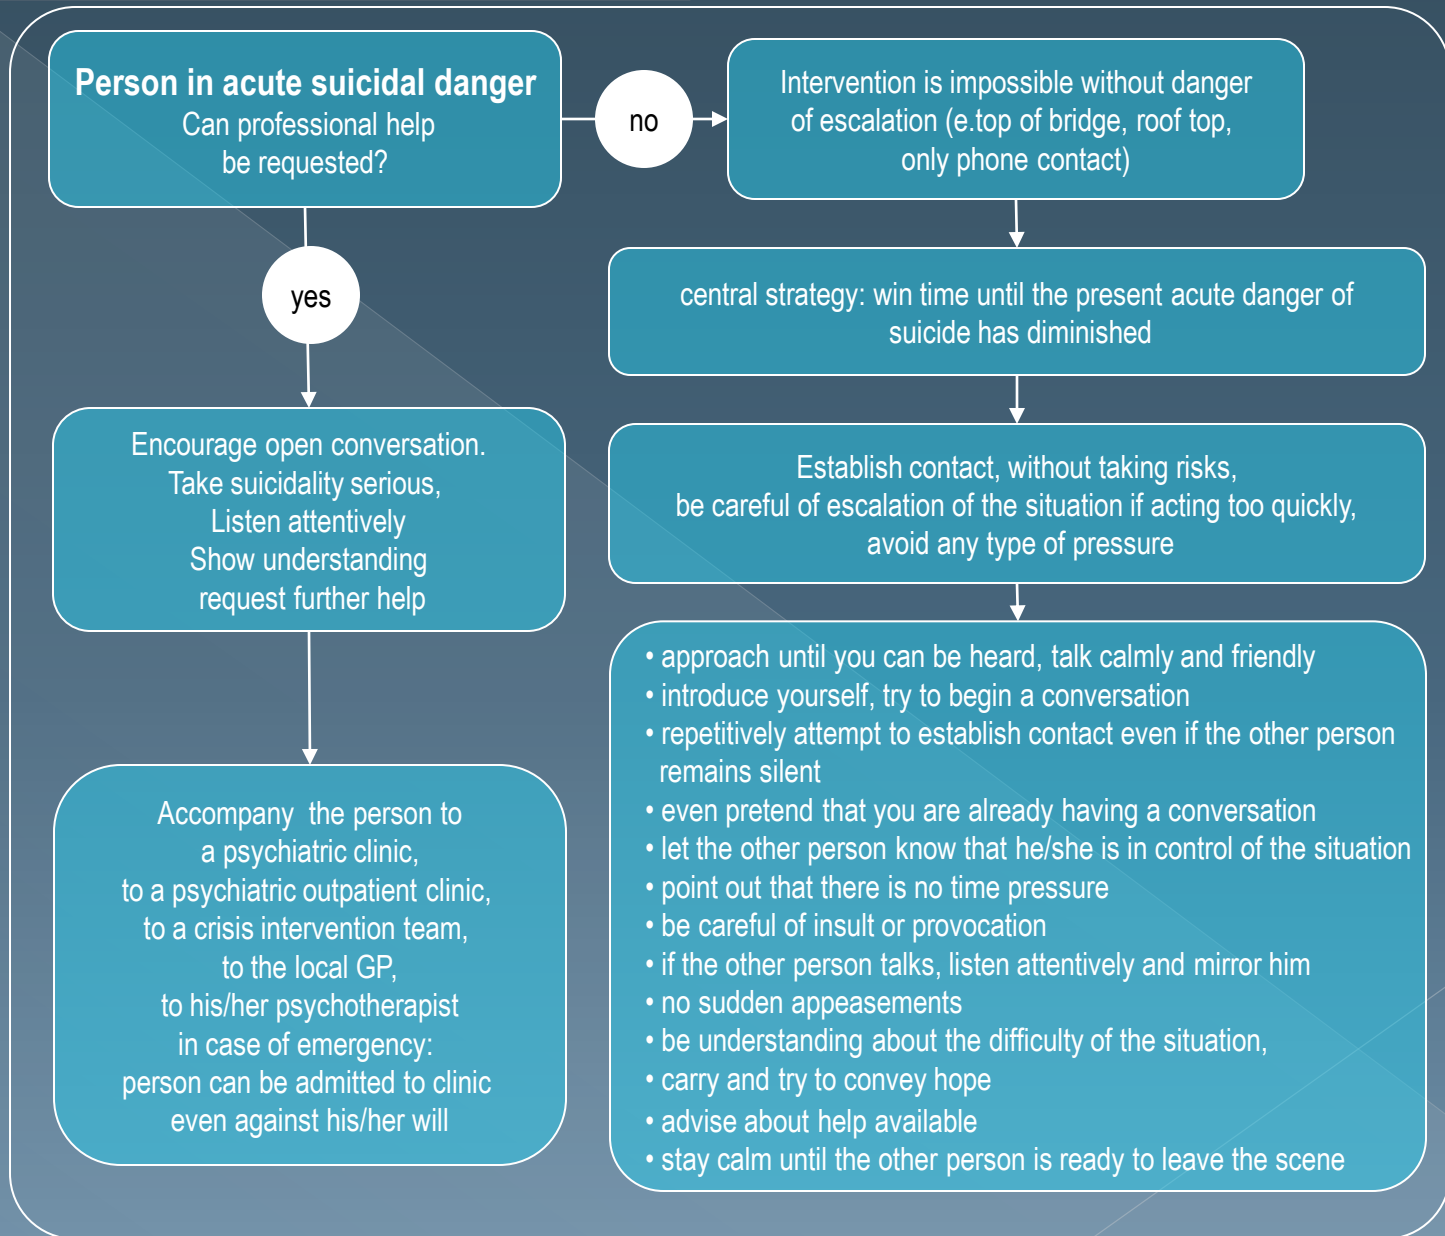 Person in acute suicidal danger
Can professional help
be requested?
no
Intervention is impossible without danger
of escalation (e.top of bridge, roof top,
only phone contact)
yes
central strategy: win time until the present acute danger of
suicide has diminished
Encourage open conversation.
Take suicidality serious,
Listen attentively
Show understanding
request further help
Establish contact, without taking risks,
be careful of escalation of the situation if acting too quickly,
avoid any type of pressure
Accompany the person to
a psychiatric clinic,
to a psychiatric outpatient clinic,
to a crisis intervention team,
to the local GP,
to his/her psychotherapist
in case of emergency:
person can be admitted to clinic
even against his/her will
• approach until you can be heard, talk calmly and friendly
• introduce yourself, try to begin a conversation
• repetitively attempt to establish contact even if the other person
remains silent
• even pretend that you are already having a conversation
• let the other person know that he/she is in control of the situation
• point out that there is no time pressure
• be careful of insult or provocation
• if the other person talks, listen attentively and mirror him
• no sudden appeasements
• be understanding about the difficulty of the situation,
• carry and try to convey hope
• advise about help available
• stay calm until the other person is ready to leave the scene